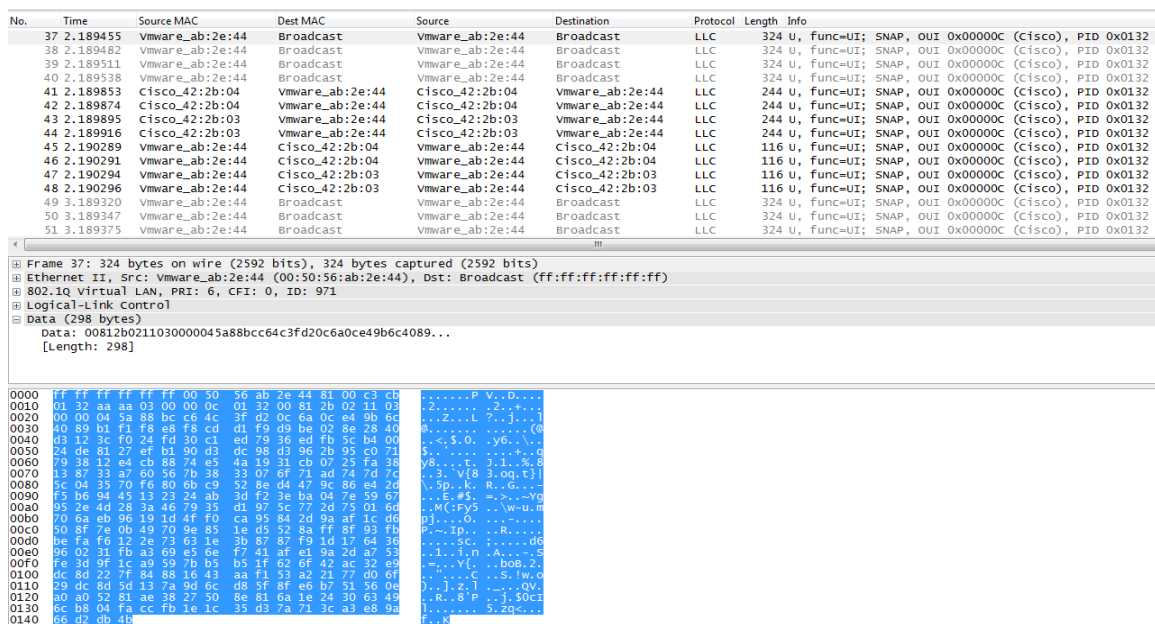 No. Time Source MAC Dest MAC Source Destination Protocol Length Info
37 2.189455 Vmware_ab:2e:44 Broadcast Vmware_ab:2e:44 Broadcast LLC 324 U, func=UI; SNAP, OUI 0x00000C (Cisco), PID 0x0132
38 2.189482 Vmware_ab:2e:44 Broadcast Vmware_ab:2e:44 Broadcast LLC 324 U, func=UI; SNAP, OUI 0x00000C (Cisco), PID 0x0132
39 2.189511 Vmware_ab:2e:44 Broadcast Vmware_ab:2e:44 Broadcast LLC 324 U, func=UI; SNAP, OUI 0x00000C (Cisco), PID 0x0132
40 2.189538 Vmware_ab:2e:44 Broadcast Vmware_ab:2e:44 Broadcast LLC 324 U, func=UI; SNAP, OUI 0x00000C (Cisco), PID 0x0132
41 2.189853 Cisco_42:2b:04 Vmware_ab:2e:44 Cisco_42:2b:04 Vmware_ab:2e:44 LLC 244 U, func=UI; SNAP, OUI 0x00000C (Cisco), PID 0x0132
42 2.189874 Cisco_42:2b:04 Vmware_ab:2e:44 Cisco_42:2b:04 Vmware_ab:2e:44 LLC 244 U, func=UI; SNAP, OUI 0x00000C (Cisco), PID 0x0132
43 2.189895 Cisco_42:2b:03 Vmware_ab:2e:44 Cisco_42:2b:03 Vmware_ab:2e:44 LLC 244 U, func=UI; SNAP, OUI 0x00000C (Cisco), PID 0x0132
44 2.189916 Cisco_42:2b:03 Vmware_ab:2e:44 Cisco_42:2b:03 Vmware_ab:2e:44 LLC 244 U, func=UI; SNAP, OUI 0x00000C (Cisco), PID 0x0132
45 2.190289 Vmware_ab:2e:44 Cisco_42:2b:04 Vmware_ab:2e:44 Cisco_42:2b:04 LLC 116 U, func=UI; SNAP, OUI 0x00000C (Cisco), PID 0x0132
46 2.190291 Vmware_ab:2e:44 Cisco_42:2b:04 Vmware_ab:2e:44 Cisco_42:2b:04 LLC 116 U, func=UI; SNAP, OUI 0x00000C (Cisco), PID 0x0132
47 2.190294 Vmware_ab:2e:44 Cisco_42:2b:03 Vmware_ab:2e:44 Cisco_42:2b:03 LLC 116 U, func=UI; SNAP, OUI 0x00000C (Cisco), PID 0x0132
48 2.190296 Vmware_ab:2e:44 Cisco_42:2b:03 Vmware_ab:2e:44 Cisco_42:2b:03 LLC 116 U, func=UI; SNAP, OUI 0x00000C (Cisco), PID 0x0132
49 3.189320 Vmware_ab:2e:44 Broadcast Vmware_ab:2e:44 Broadcast LLC 324 U, func=UI; SNAP, OUI 0x00000C (Cisco), PID 0x0132
50 3.189347 Vmware_ab:2e:44 Broadcast Vmware_ab:2e:44 Broadcast LLC 324 U, func=UI; SNAP, OUI 0x00000C (Cisco), PID 0x0132
51 3.189375 Vmware_ab:2e:44 Broadcast Vmware_ab:2e:44 Broadcast LLC 324 U, func=UI; SNAP, OUI 0x00000C (Cisco), PID 0x0132
Frame 37: 324 bytes on wire (2592 bits), 324 bytes captured (2592 bits)
Ethernet II, Src: Vmware_ab:2e:44 (00:50:56:ab:2e:44), Dst: Broadcast (ff:ff:ff:ff:ff:ff)
802.1Q Virtual LAN, PRI: 6, CFI: 0, ID: 971
Logical-Link Control
Data (298 bytes)
Data: 00812b0211030000045a88bcc64c3fd20c6a0ce49b6c4089...
[Length: 298]
0000 ff ff ff ff ff ff 00 50 56 ab 2e 44 81 00 c3 cb .......P V..D....
0010 01 32 aa aa 03 00 00 0c 01 32 00 81 2b 02 11 03 .2...... .2..+...
0020 00 00 04 5a 88 bc c6 4c 3f d2 0c 6a 0c e4 9b 6c ...Z...L ?..j...l
0030 40 89 b1 f1 f8 e8 f8 cd d1 f9 d9 be 02 8e 28 40 @....... ......(@
0040 d3 12 3c f0 24 fd 30 c1 ed 79 36 ed fb 5c b4 00 ..<.$.0. .y6..\..
0050 24 de 81 27 ef b1 90 d3 dc 98 d3 96 2b 95 c0 71 $..'.... ....+..q
0060 79 38 12 e4 cb 88 74 e5 4a 19 31 cb 07 25 fa 38 y8....t. J.1..%.8
0070 13 87 33 a7 60 56 7b 38 33 07 6f 71 ad 74 7d 7c ..3.`V{8 3.oq.t}|
0080 5c 04 35 70 f6 80 6b c9 52 8e d4 47 9c 86 e4 2d \.5p..k. R..G...-
0090 f5 b6 94 45 13 23 24 ab 3d f2 3e ba 04 7e 59 67 ...E.#$. =.>..~Yg
00a0 95 2e 4d 28 3a 46 79 35 d1 97 5c 77 2d 75 01 6d ..M(:Fy5 ..\w-u.m
00b0 70 6a eb 96 19 1d 4f f0 ca 95 84 2d 9a af 1c d6 pj....O. ...-....
00c0 50 8f 7e 0b 49 70 9e 85 1e d5 52 8a ff 8f 93 fb P.~.Ip.. ..R.....
00d0 be fa f6 12 2e 73 63 1e 3b 87 87 f9 1d 17 64 36 .....sc. ;.....d6
00e0 96 02 31 fb a3 69 e5 6e f7 41 af e1 9a 2d a7 53 ..1..i.n .A...-.S
00f0 fe 3d 9f 1c a9 59 7b b5 b5 1f 62 6f 42 ac 32 e9 .=...Y{. ..boB.2.
0100 dc 8d 22 7f 84 88 16 43 aa f1 53 a2 21 77 d0 6f .."....C ..S.!w.o
0110 29 dc 8d 5d 13 7a 9d 6c d8 5f 8f e6 b7 51 56 0e )..].z.l ._...QV.
0120 a0 a0 52 81 ae 38 27 50 8e 81 6a 1e 24 30 63 49 ..R..8'P ..j.$0cI
0130 6c b8 04 fa cc fb 1e 1c 35 d3 7a 71 3c a3 e8 9a l....... 5.zq<...
0140 66 d2 db 4b f..K